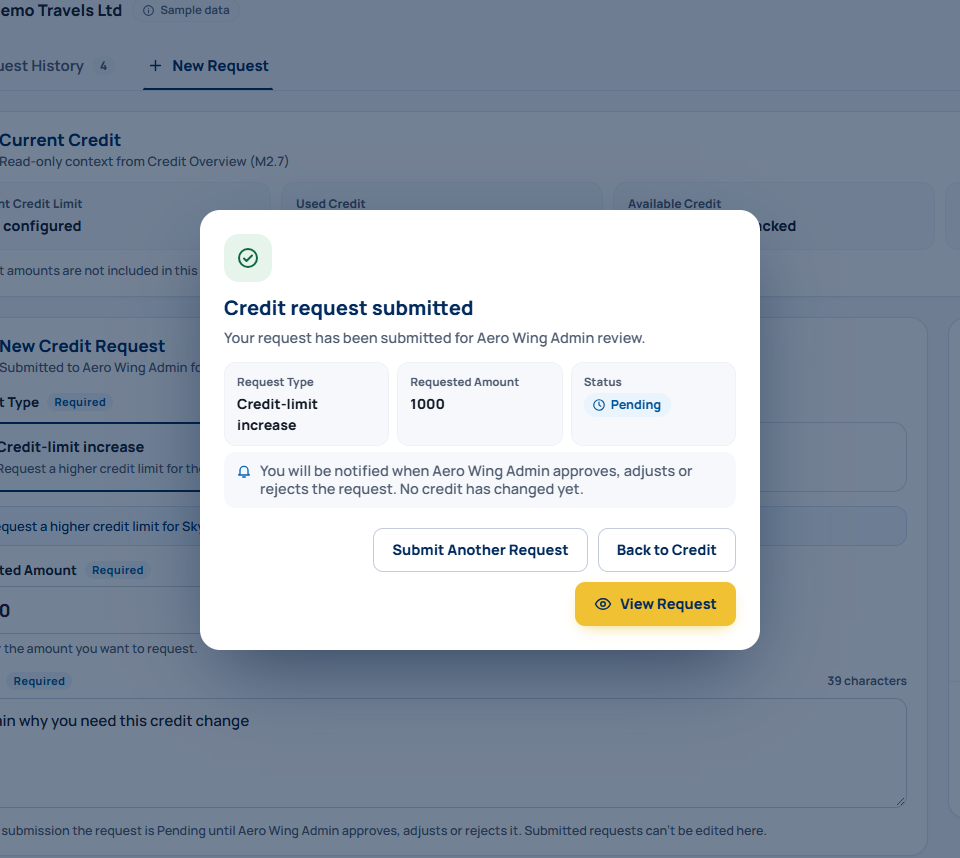 emo Travels Ltd
Sample data
uest History 4
New Request
Current Credit
Read-only context from Credit Overview (M2.7)
nt Credit Limit
configured
Used Credit
Available Credit
cked
t amounts are not included in this
New Credit Request
Submitted to Aero Wing Admin fo
t Type Required
Credit-limit increase
Request a higher credit limit for the
quest a higher credit limit for Sky
ted Amount Required
0
the amount you want to request.
Required
39 characters
in why you need this credit change
submission the request is Pending until Aero Wing Admin approves, adjusts or rejects it. Submitted requests can't be edited here.
Credit request submitted
Your request has been submitted for Aero Wing Admin review.
Request Type
Credit-limit
increase
Requested Amount
1000
Status
Pending
You will be notified when Aero Wing Admin approves, adjusts or
rejects the request. No credit has changed yet.
Submit Another Request
Back to Credit
View Request